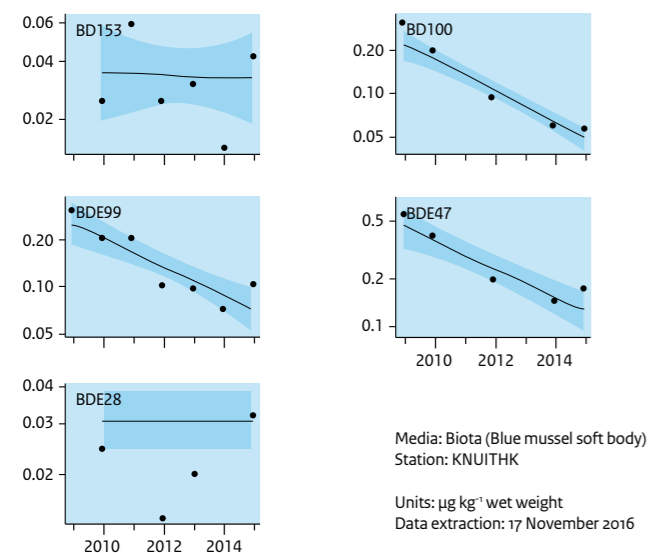 BD153
0.06
0.04
0.02
BD100
0.20
0.10
0.05
BDE99
0.20
0.10
0.05
BDE47
0.5
0.2
0.1
2010 2012 2014
BDE28
0.04
0.03
0.02
2010 2012 2014
Media: Biota (Blue mussel soft body)
Station: KNUITHK
Units: µg kg⁻¹ wet weight
Data extraction: 17 November 2016